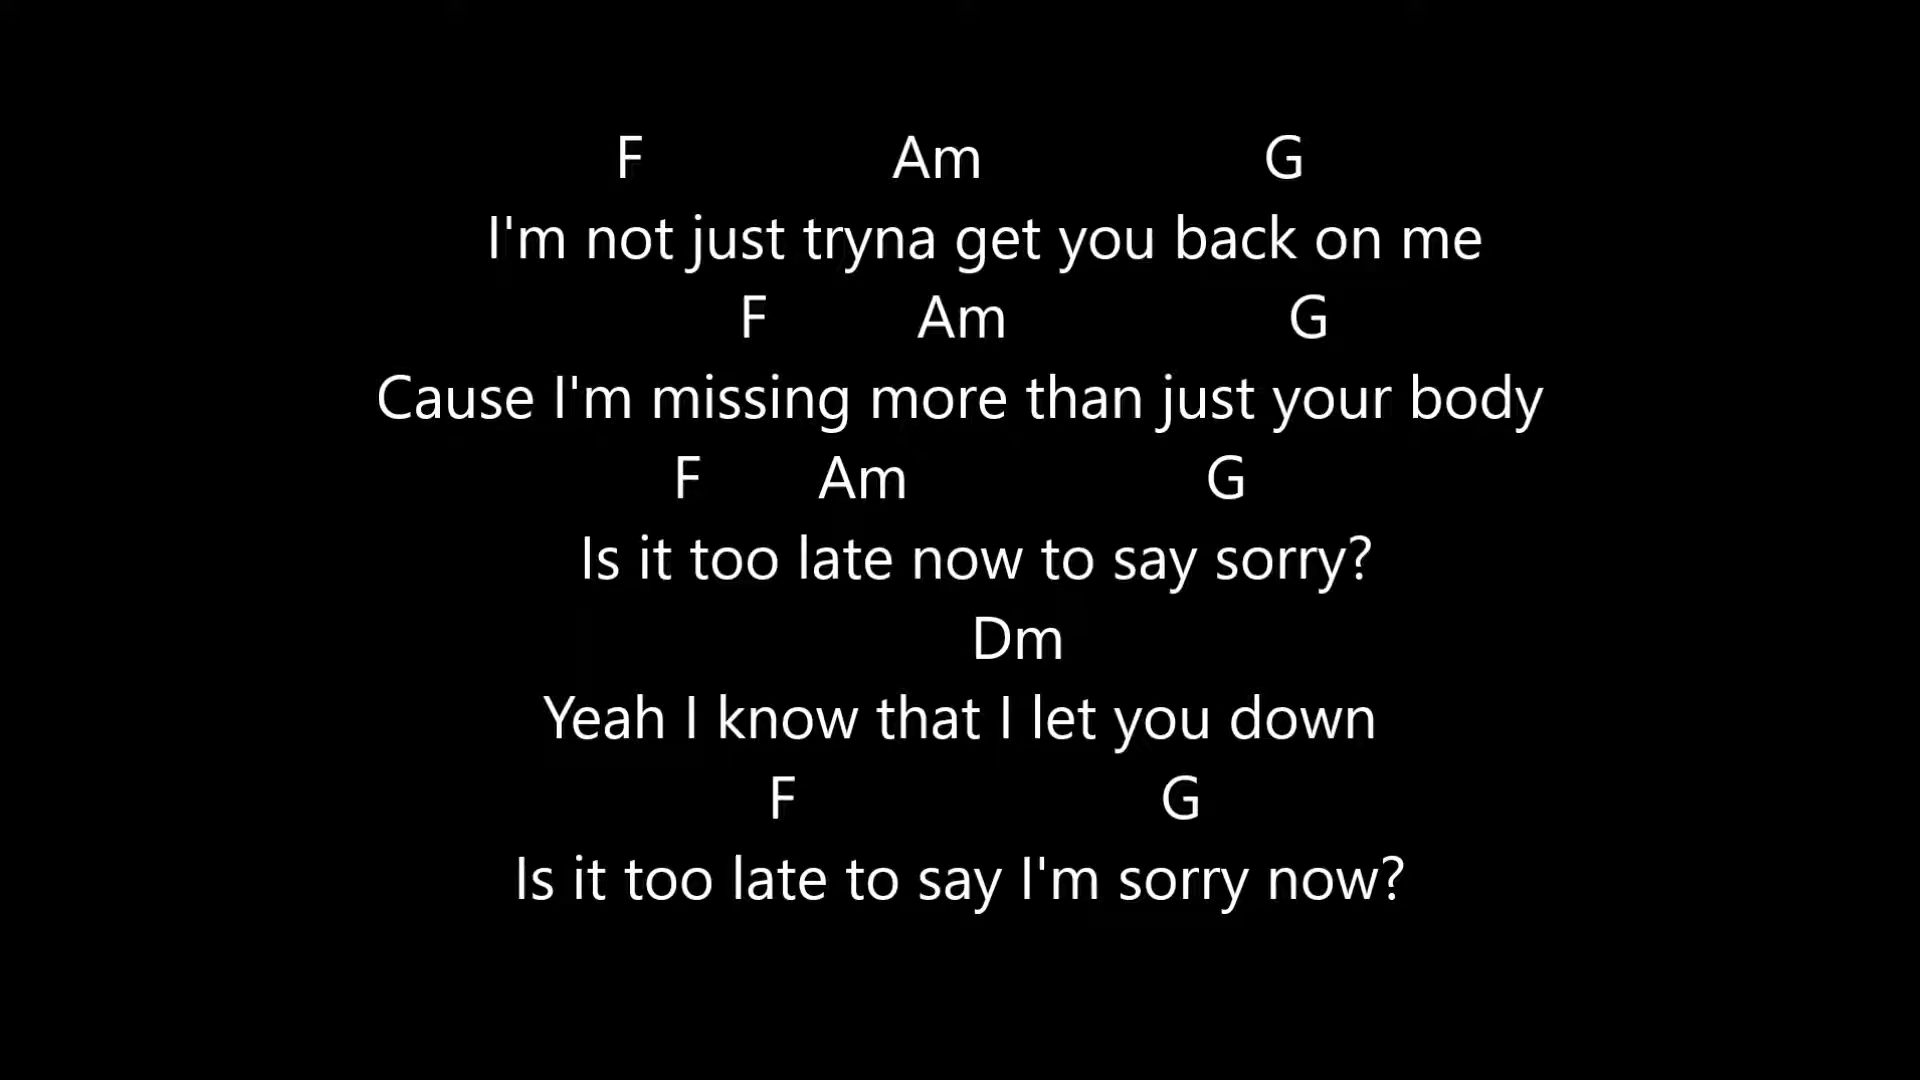 F Am G
I'm not just tryna get you back on me
F Am G
Cause I'm missing more than just your body
F Am G
Is it too late now to say sorry?
Dm
Yeah I know that I let you down
F G
Is it too late to say I'm sorry now?